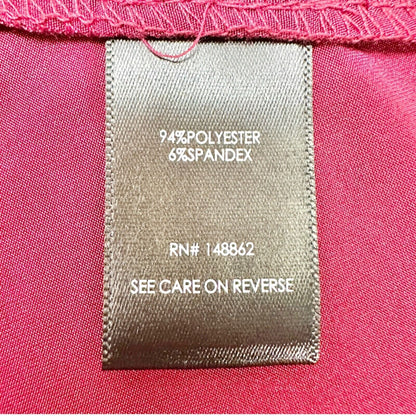 94%POLYESTER
6%SPANDEX
RN# 148862
SEE CARE ON REVERSE